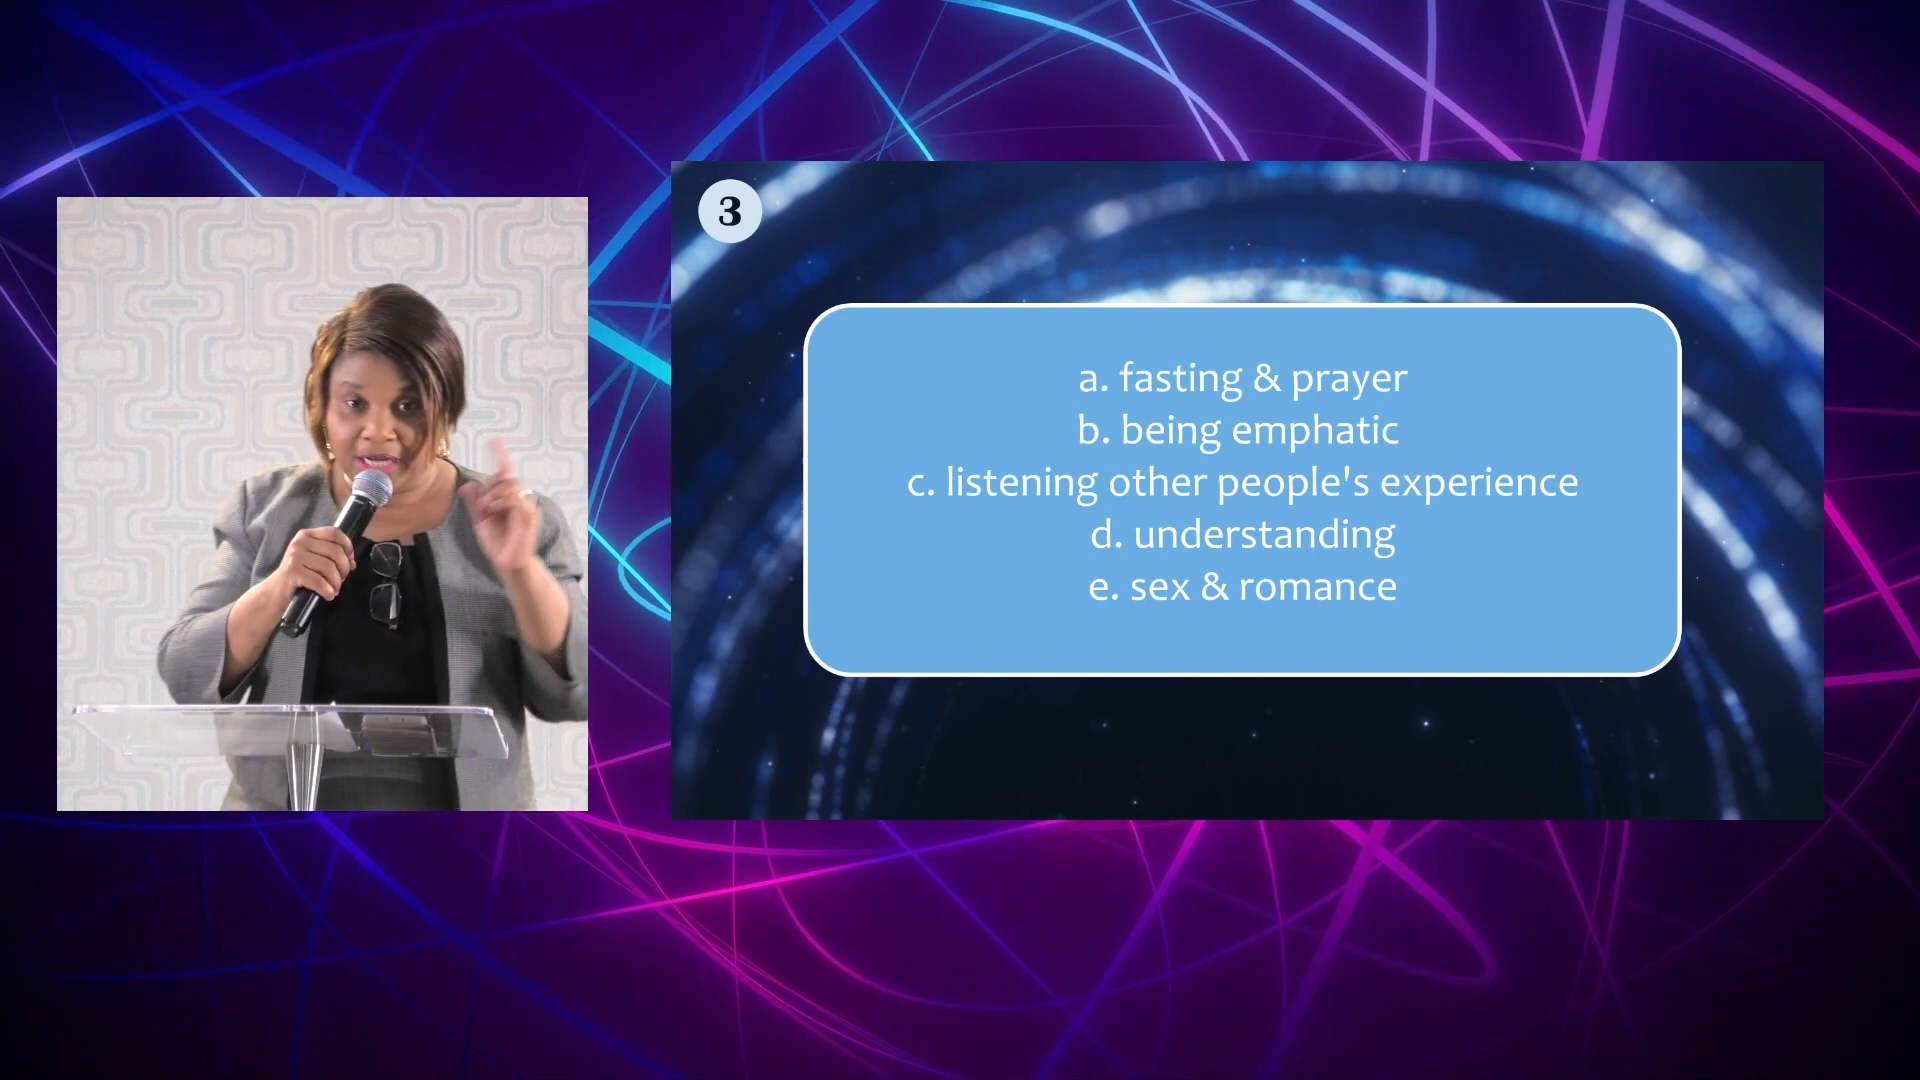 3
a. fasting & prayer
b. being emphatic
c. listening other people's experience
d. understanding
e. sex & romance